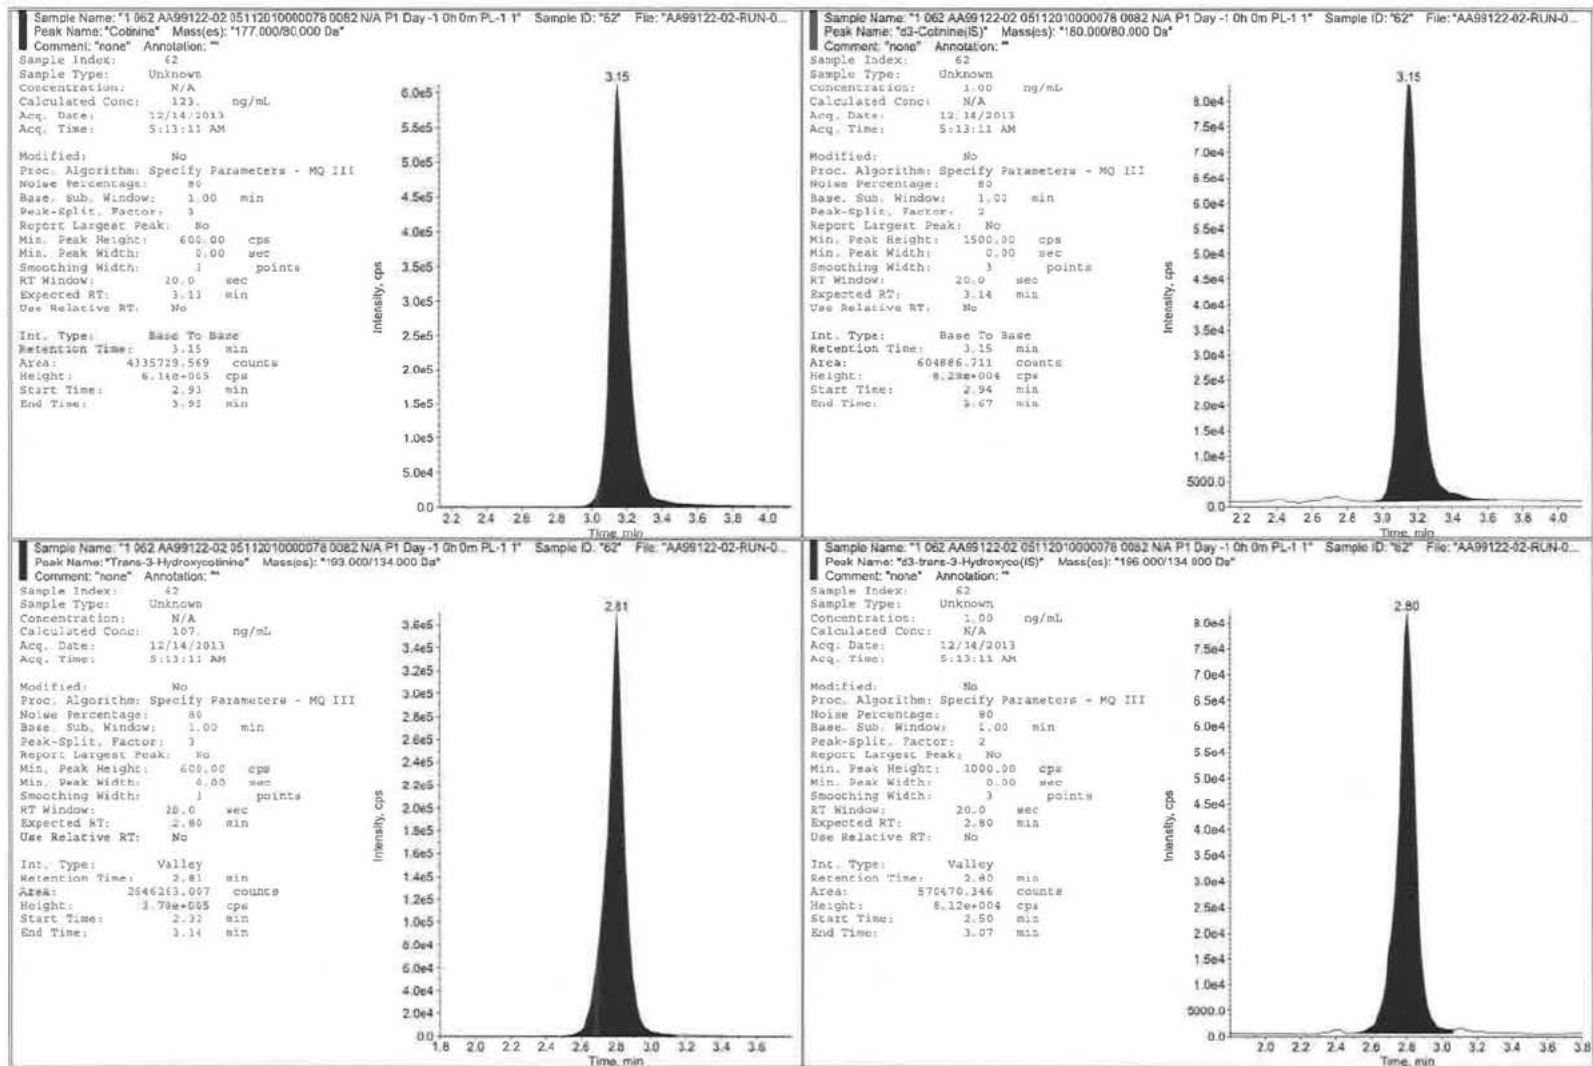 Sample Name: "1 062 AA99122-02 05112010000078 0082 N/A P1 Day -1 0h 0m PL-1 1" Sample ID: "62" File: "AA99122-02-RUN-0...
Peak Name: "Cotinine" Mass(es): "177.000/80.000 Da"
Comment: "none" Annotation: ""
Sample Index: 62
Sample Type: Unknown
Concentration: N/A
Calculated Conc: 123. ng/mL
Acq. Date: 12/14/2013
Acq. Time: 5:13:11 AM
Modified: No
Proc. Algorithm: Specify Parameters - MQ III
Noise Percentage: 80
Base. Sub. Window: 1.00 min
Peak-Split. Factor: 3
Report Largest Peak: No
Min. Peak Height: 600.00 cps
Min. Peak Width: 0.00 sec
Smoothing Width: 3 points
RT Window: 20.0 sec
Expected RT: 3.13 min
Use Relative RT: No
Int. Type: Base To Base
Retention Time: 3.15 min
Area: 4335729.569 counts
Height: 6.14e+005 cps
Start Time: 2.93 min
End Time: 3.95 min
3.15
6.0e5
5.5e5
5.0e5
4.5e5
4.0e5
3.5e5
3.0e5
2.5e5
2.0e5
1.5e5
1.0e5
5.0e4
0.0
Intensity, cps
2.2 2.4 2.6 2.8 3.0 3.2 3.4 3.6 3.8 4.0
Time, min
Sample Name: "1 062 AA99122-02 05112010000078 0082 N/A P1 Day -1 0h 0m PL-1 1" Sample ID: "62" File: "AA99122-02-RUN-0...
Peak Name: "d3-Cotinine(IS)" Mass(es): "180.000/80.000 Da"
Comment: "none" Annotation: ""
Sample Index: 62
Sample Type: Unknown
Concentration: 1.00 ng/mL
Calculated Conc: N/A
Acq. Date: 12/14/2013
Acq. Time: 5:13:11 AM
Modified: No
Proc. Algorithm: Specify Parameters - MQ III
Noise Percentage: 80
Base. Sub. Window: 1.00 min
Peak-Split. Factor: 2
Report Largest Peak: No
Min. Peak Height: 1500.00 cps
Min. Peak Width: 0.00 sec
Smoothing Width: 3 points
RT Window: 20.0 sec
Expected RT: 3.14 min
Use Relative RT: No
Int. Type: Base To Base
Retention Time: 3.15 min
Area: 604886.711 counts
Height: 8.28e+004 cps
Start Time: 2.94 min
End Time: 3.67 min
3.15
8.0e4
7.5e4
7.0e4
6.5e4
6.0e4
5.5e4
5.0e4
4.5e4
4.0e4
3.5e4
3.0e4
2.5e4
2.0e4
1.5e4
1.0e4
5000.0
0.0
Intensity, cps
2.2 2.4 2.6 2.8 3.0 3.2 3.4 3.6 3.8 4.0
Time, min
Sample Name: "1 062 AA99122-02 05112010000078 0082 N/A P1 Day -1 0h 0m PL-1 1" Sample ID: "62" File: "AA99122-02-RUN-0...
Peak Name: "Trans-3-Hydroxycotinine" Mass(es): "193.000/134.000 Da"
Comment: "none" Annotation: ""
Sample Index: 62
Sample Type: Unknown
Concentration: N/A
Calculated Conc: 107. ng/mL
Acq. Date: 12/14/2013
Acq. Time: 5:13:11 AM
Modified: No
Proc. Algorithm: Specify Parameters - MQ III
Noise Percentage: 80
Base. Sub. Window: 1.00 min
Peak-Split. Factor: 3
Report Largest Peak: No
Min. Peak Height: 600.00 cps
Min. Peak Width: 0.00 sec
Smoothing Width: 3 points
RT Window: 20.0 sec
Expected RT: 2.80 min
Use Relative RT: No
Int. Type: Valley
Retention Time: 2.81 min
Area: 2646263.007 counts
Height: 3.70e+005 cps
Start Time: 2.32 min
End Time: 3.14 min
2.81
3.6e5
3.4e5
3.2e5
3.0e5
2.8e5
2.6e5
2.4e5
2.2e5
2.0e5
1.8e5
1.6e5
1.4e5
1.2e5
1.0e5
8.0e4
6.0e4
4.0e4
2.0e4
0.0
Intensity, cps
1.8 2.0 2.2 2.4 2.6 2.8 3.0 3.2 3.4 3.6
Time, min
Sample Name: "1 062 AA99122-02 05112010000078 0082 N/A P1 Day -1 0h 0m PL-1 1" Sample ID: "62" File: "AA99122-02-RUN-0...
Peak Name: "d3-trans-3-Hydroxyco(IS)" Mass(es): "196.000/134.000 Da"
Comment: "none" Annotation: ""
Sample Index: 62
Sample Type: Unknown
Concentration: 1.00 ng/mL
Calculated Conc: N/A
Acq. Date: 12/14/2013
Acq. Time: 5:13:11 AM
Modified: No
Proc. Algorithm: Specify Parameters - MQ III
Noise Percentage: 80
Base. Sub. Window: 1.00 min
Peak-Split. Factor: 2
Report Largest Peak: No
Min. Peak Height: 1000.00 cps
Min. Peak Width: 0.00 sec
Smoothing Width: 3 points
RT Window: 20.0 sec
Expected RT: 2.80 min
Use Relative RT: No
Int. Type: Valley
Retention Time: 2.80 min
Area: 570670.346 counts
Height: 8.12e+004 cps
Start Time: 2.50 min
End Time: 3.07 min
2.80
8.0e4
7.5e4
7.0e4
6.5e4
6.0e4
5.5e4
5.0e4
4.5e4
4.0e4
3.5e4
3.0e4
2.5e4
2.0e4
1.5e4
1.0e4
5000.0
0.0
Intensity, cps
2.0 2.2 2.4 2.6 2.8 3.0 3.2 3.4 3.6 3.8
Time, min